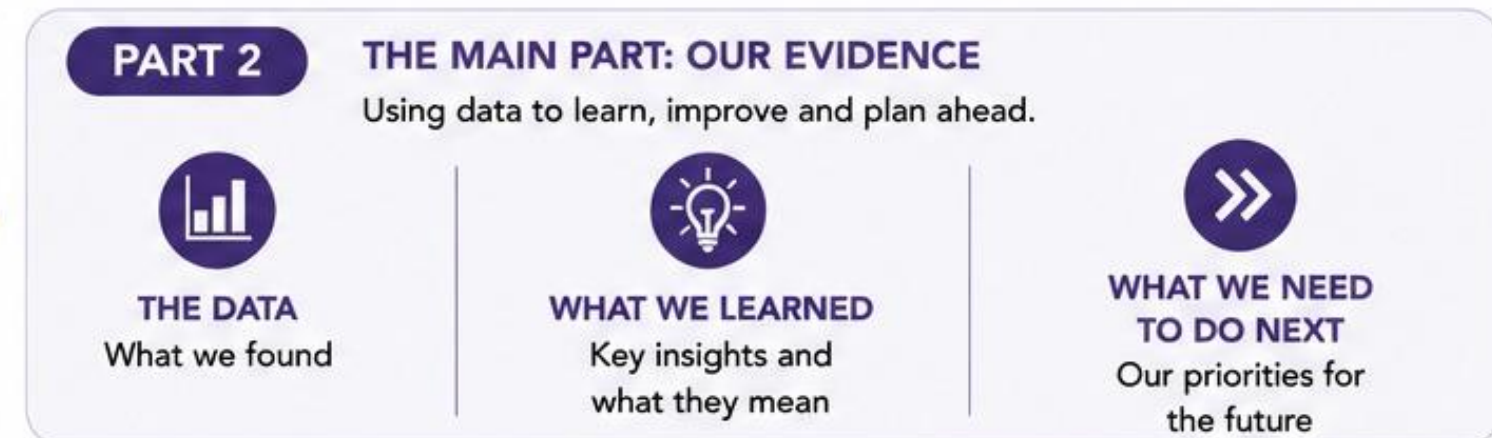 PART 2
THE MAIN PART: OUR EVIDENCE
Using data to learn, improve and plan ahead.
THE DATA
What we found
WHAT WE LEARNED
Key insights and
what they mean
WHAT WE NEED
TO DO NEXT
Our priorities for
the future